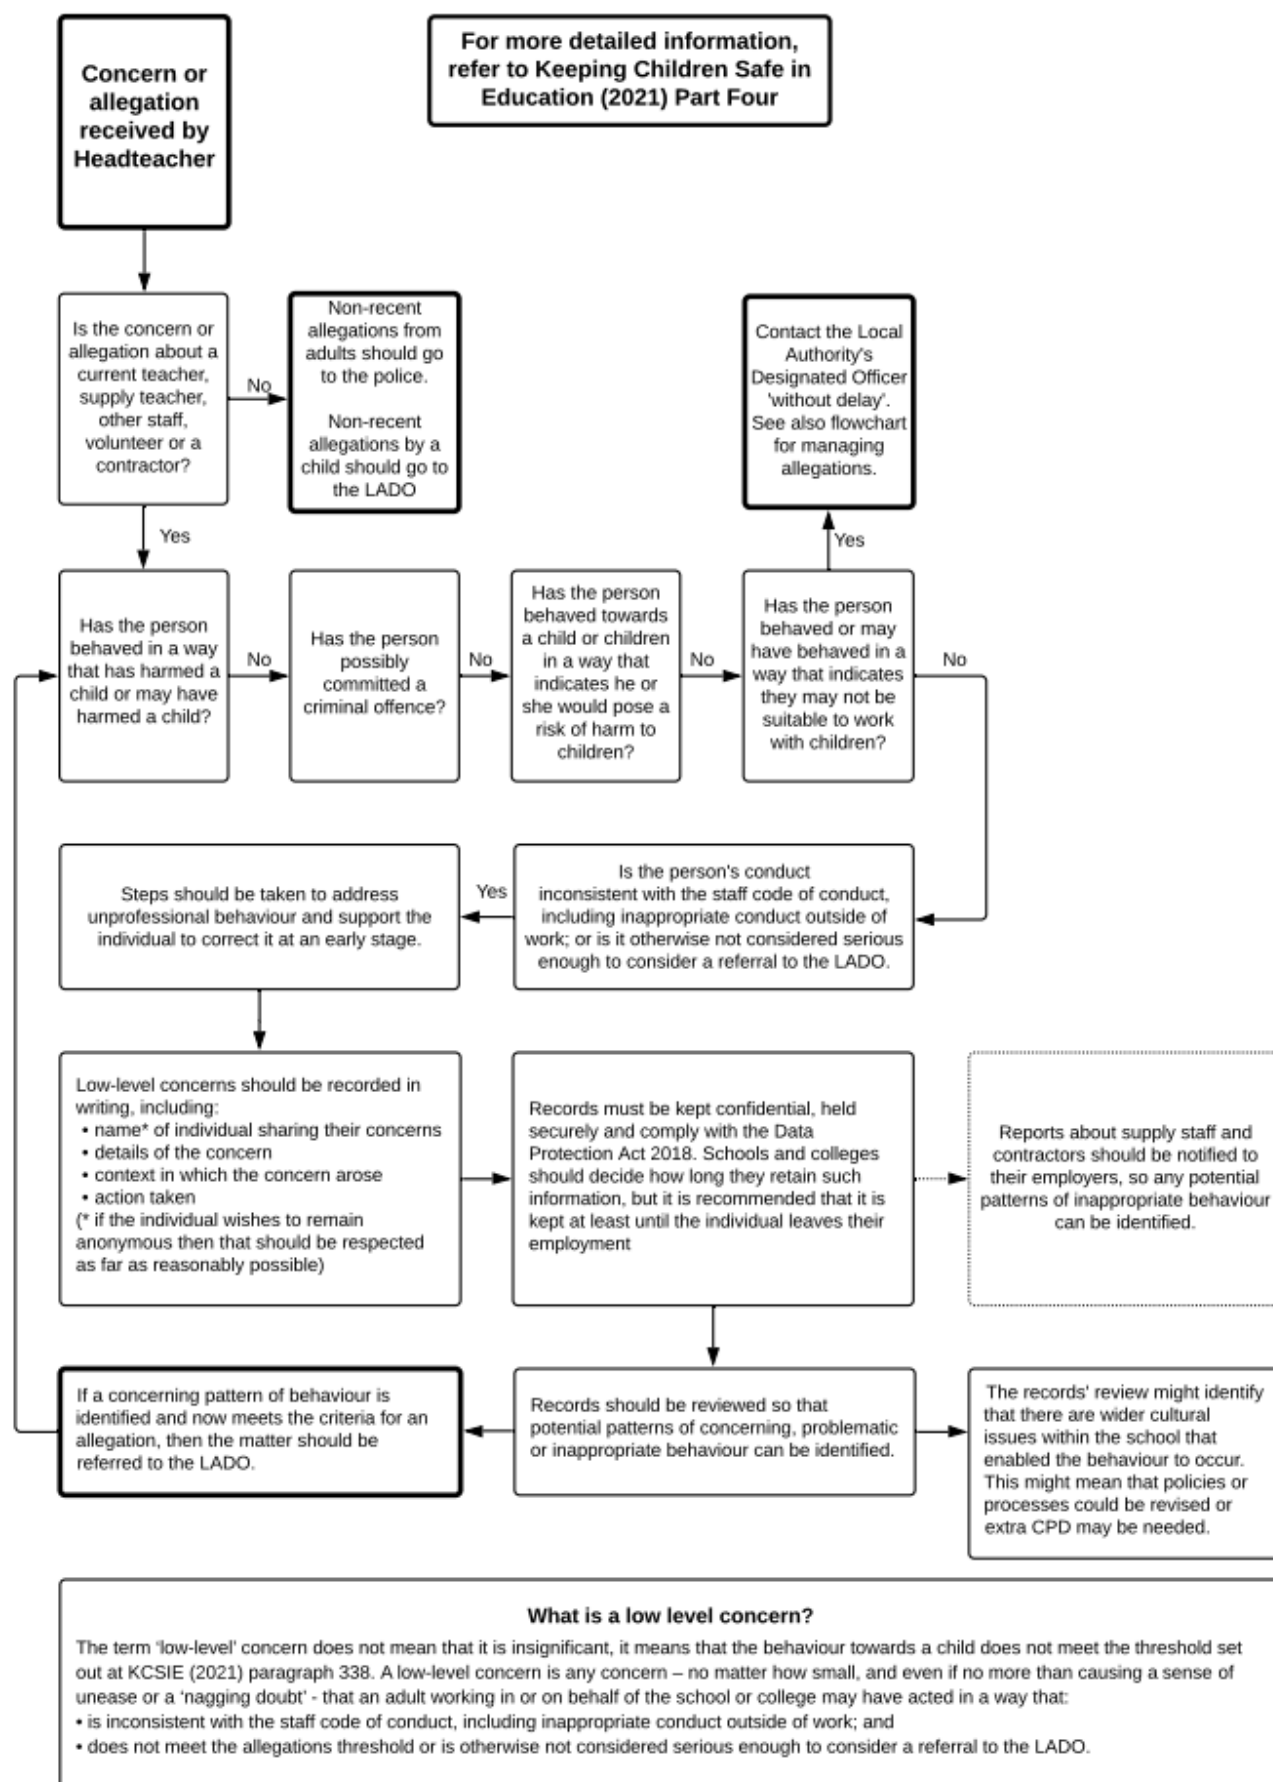 Concern or
allegation
received by
Headteacher
For more detailed information,
refer to Keeping Children Safe in
Education (2021) Part Four
Is the concern or
allegation about a
current teacher,
supply teacher,
other staff,
volunteer or a
contractor?
No
Non-recent
allegations from
adults should go
to the police.
Non-recent
allegations by a
child should go to
the LADO
Contact the Local
Authority's
Designated Officer
'without delay'.
See also flowchart
for managing
allegations.
Yes
Yes
Has the person
behaved in a way
that has harmed a
child or may have
harmed a child?
No
Has the person
possibly
committed a
criminal offence?
No
Has the person
behaved towards
a child or children
in a way that
indicates he or
she would pose a
risk of harm to
children?
No
Has the person
behaved or may
have behaved in a
way that indicates
they may not be
suitable to work
with children?
No
Is the person's conduct
inconsistent with the staff code of conduct,
including inappropriate conduct outside of
work; or is it otherwise not considered serious
enough to consider a referral to the LADO.
Yes
Steps should be taken to address
unprofessional behaviour and support the
individual to correct it at an early stage.
Low-level concerns should be recorded in
writing, including:
• name* of individual sharing their concerns
• details of the concern
• context in which the concern arose
• action taken
(* if the individual wishes to remain
anonymous then that should be respected
as far as reasonably possible)
Records must be kept confidential, held
securely and comply with the Data
Protection Act 2018. Schools and colleges
should decide how long they retain such
information, but it is recommended that it is
kept at least until the individual leaves their
employment
Reports about supply staff and
contractors should be notified to
their employers, so any potential
patterns of inappropriate behaviour
can be identified.
If a concerning pattern of behaviour is
identified and now meets the criteria for an
allegation, then the matter should be
referred to the LADO.
Records should be reviewed so that
potential patterns of concerning, problematic
or inappropriate behaviour can be identified.
The records' review might identify
that there are wider cultural
issues within the school that
enabled the behaviour to occur.
This might mean that policies or
processes could be revised or
extra CPD may be needed.
What is a low level concern?
The term ‘low-level’ concern does not mean that it is insignificant, it means that the behaviour towards a child does not meet the threshold set
out at KCSIE (2021) paragraph 338. A low-level concern is any concern – no matter how small, and even if no more than causing a sense of
unease or a ‘nagging doubt’ - that an adult working in or on behalf of the school or college may have acted in a way that:
• is inconsistent with the staff code of conduct, including inappropriate conduct outside of work; and
• does not meet the allegations threshold or is otherwise not considered serious enough to consider a referral to the LADO.